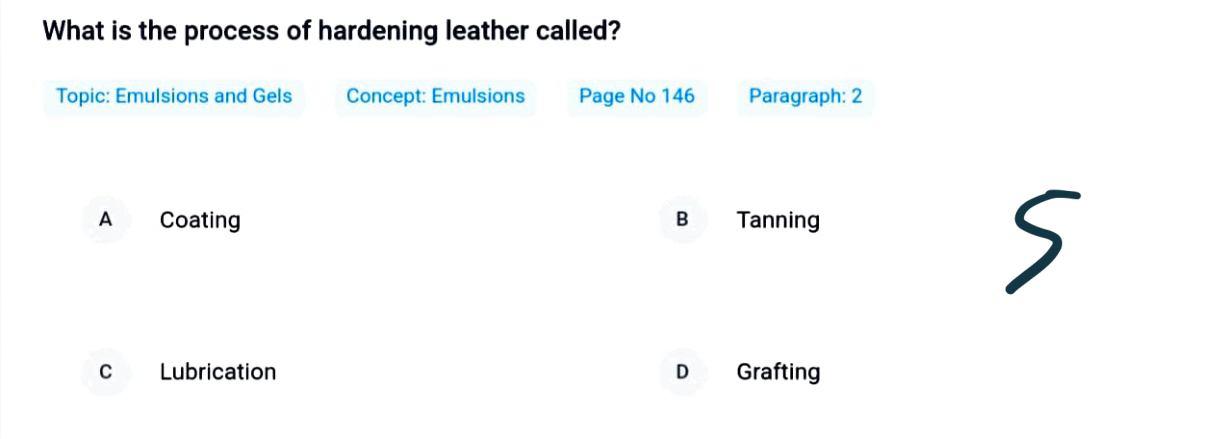 What is the process of hardening leather called?
Topic: Emulsions and Gels Concept: Emulsions Page No 146 Paragraph: 2
A Coating B Tanning
S
C Lubrication D Grafting